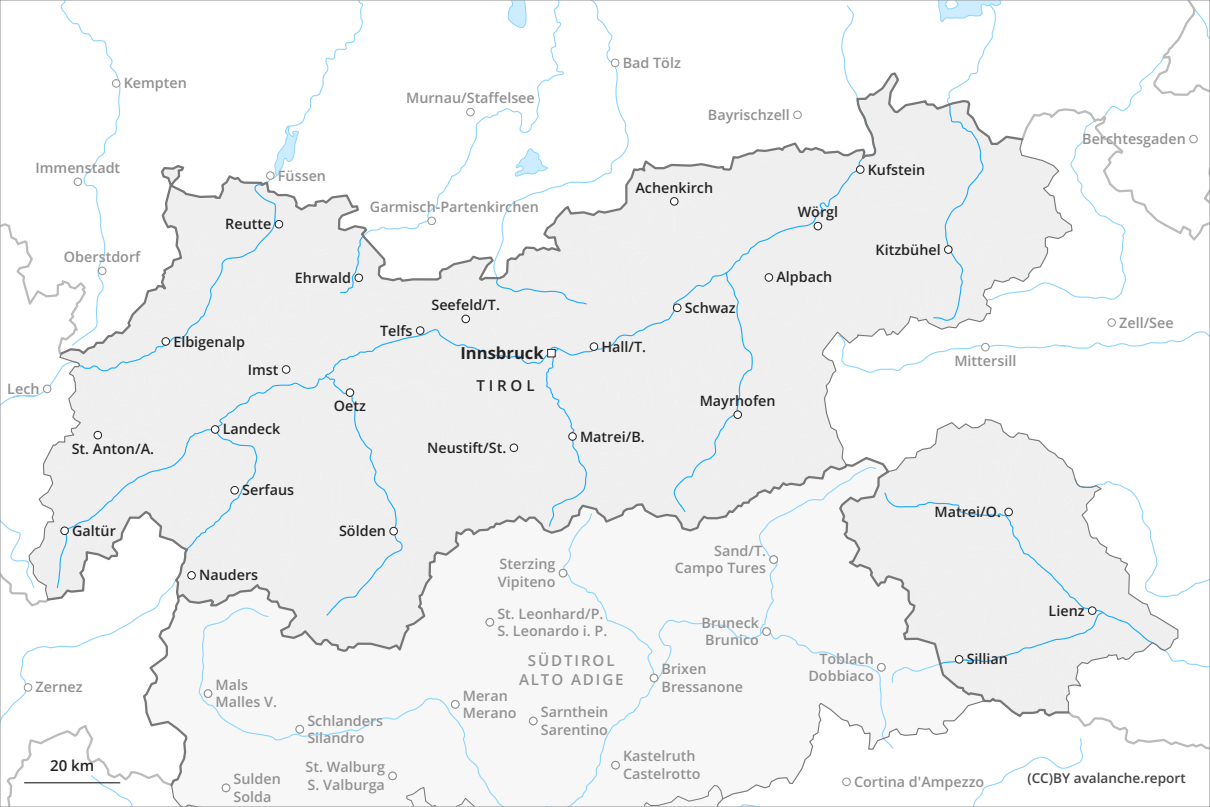 Bad Tölz
Kempten
Murnau/Staffelsee
Bayrischzell
Berchtesgaden
Immenstadt
Füssen
Kufstein
Achenkirch
Garmisch-Partenkirchen
Wörgl
Reutte
Kitzbühel
Oberstdorf
Ehrwald
Alpbach
Seefeld/T.
Schwaz
Zell/See
Telfs
Elbigenalp
Innsbruck
Hall/T.
Mittersill
Imst
TIROL
Lech
Oetz
Mayrhofen
Landeck
Matrei/B.
St. Anton/A.
Neustift/St.
Serfaus
Matrei/O.
Galtür
Sölden
Sand/T.
Campo Tures
Sterzing
Vipiteno
Nauders
Lienz
St. Leonhard/P.
S. Leonardo i. P.
Bruneck
Brunico
SÜDTIROL
ALTO ADIGE
Toblach
Dobbiaco
Sillian
Brixen
Bressanone
Zernez
Mals
Malles V.
Meran
Merano
Sarnthein
Sarentino
Schlanders
Silandro
Kastelruth
Castelrotto
St. Walburg
S. Valburga
20 km
Sulden
Solda
Cortina d'Ampezzo
(CC)BY avalanche.report